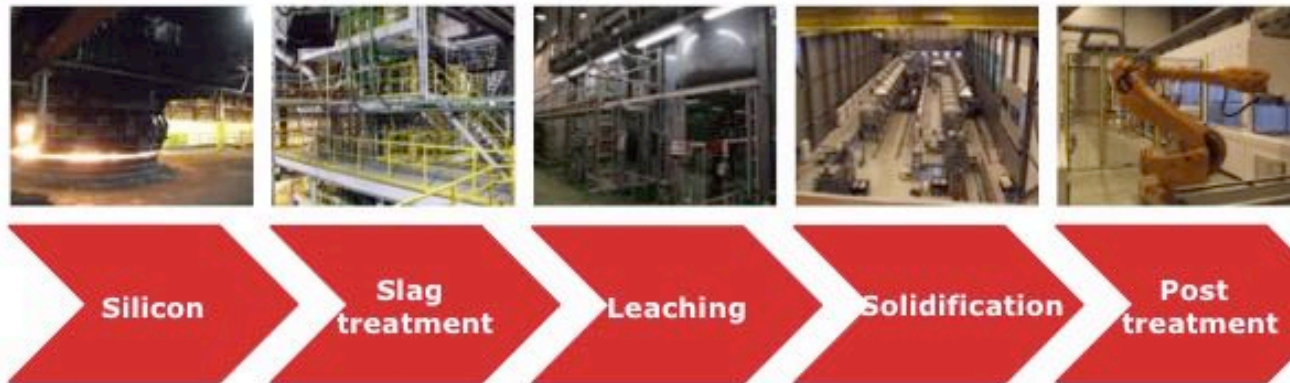 Silicon
Slag
treatment
Leaching
Solidification
Post
treatment